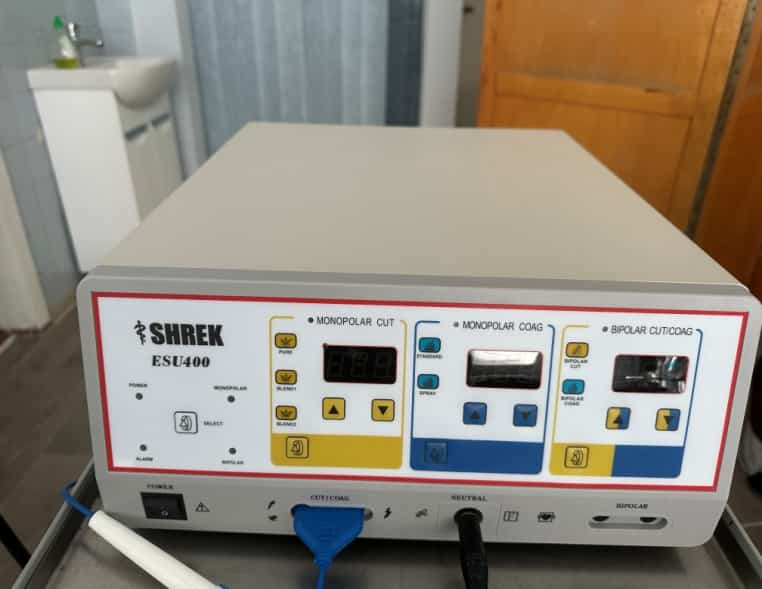 SHREK
ESU400
POWER
MONOPOLAR
SELECT
ALARM
BIPOLAR
MONOPOLAR CUT
PURE
BLEND1
BLEND2
MONOPOLAR COAG
STANDARD
SPRAY
BIPOLAR CUT/COAG
BIPOLAR
CUT
BIPOLAR
COAG
POWER
CUT/COAG
NEUTRAL
BIPOLAR